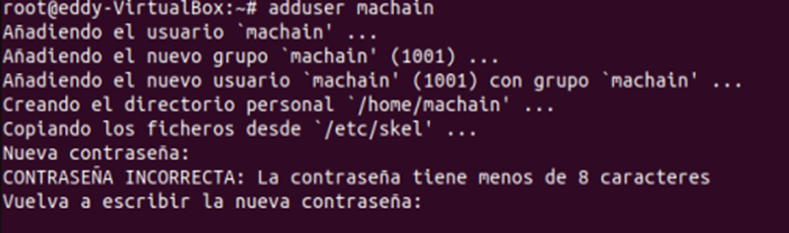 root@eddy-VirtualBox:~# adduser machain
Añadiendo el usuario `machain' ...
Añadiendo el nuevo grupo `machain' (1001) ...
Añadiendo el nuevo usuario `machain' (1001) con grupo `machain' ...
Creando el directorio personal `/home/machain' ...
Copiando los ficheros desde `/etc/skel' ...
Nueva contraseña:
CONTRASEÑA INCORRECTA: La contraseña tiene menos de 8 caracteres
Vuelva a escribir la nueva contraseña: